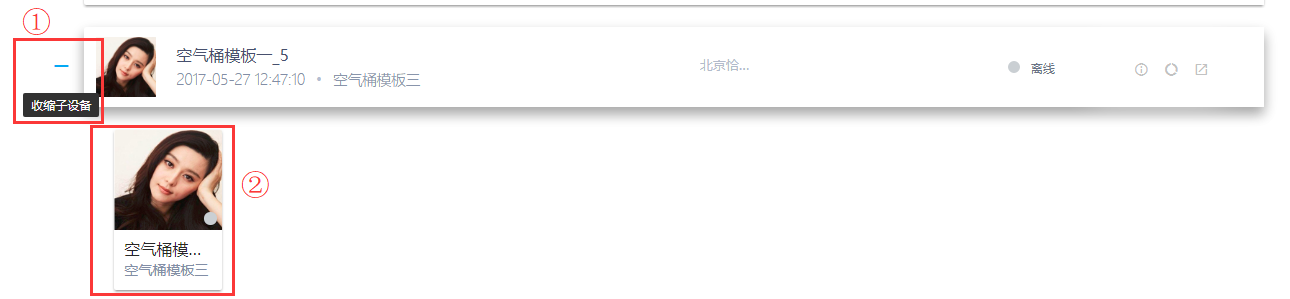 ①
空气桶模板一_5
2017-05-27 12:47:10 • 空气桶模板三
北京恰...
离线
收缩子设备
②
空气桶模...
空气桶模板三